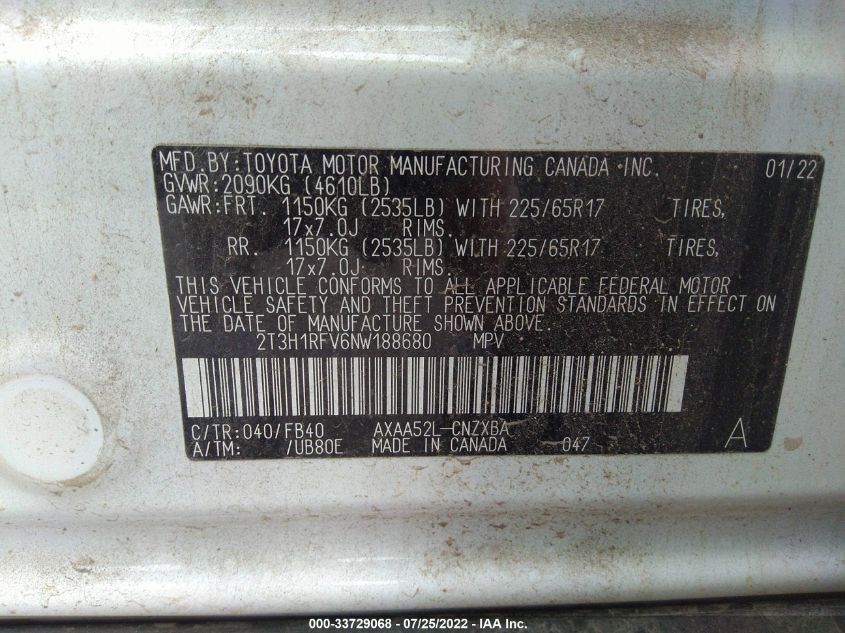 MFD BY:TOYOTA MOTOR MANUFACTURING CANADA INC. 01/22
GVWR:2090KG (4610LB)
GAWR:FRT. 1150KG (2535LB) WITH 225/65R17 TIRES,
17x7.0J RIMS.
RR. 1150KG (2535LB) WITH 225/65R17 TIRES,
17x7.0J RIMS.
THIS VEHICLE CONFORMS TO ALL APPLICABLE FEDERAL MOTOR
VEHICLE SAFETY AND THEFT PREVENTION STANDARDS IN EFFECT ON
THE DATE OF MANUFACTURE SHOWN ABOVE.
2T3H1RFV6NW188680 MPV
C/TR:040/FB40 AXAA52L-CNZXBA
A/TM: /UB80E MADE IN CANADA 047 A
000-33729068 - 07/25/2022 - IAA Inc.